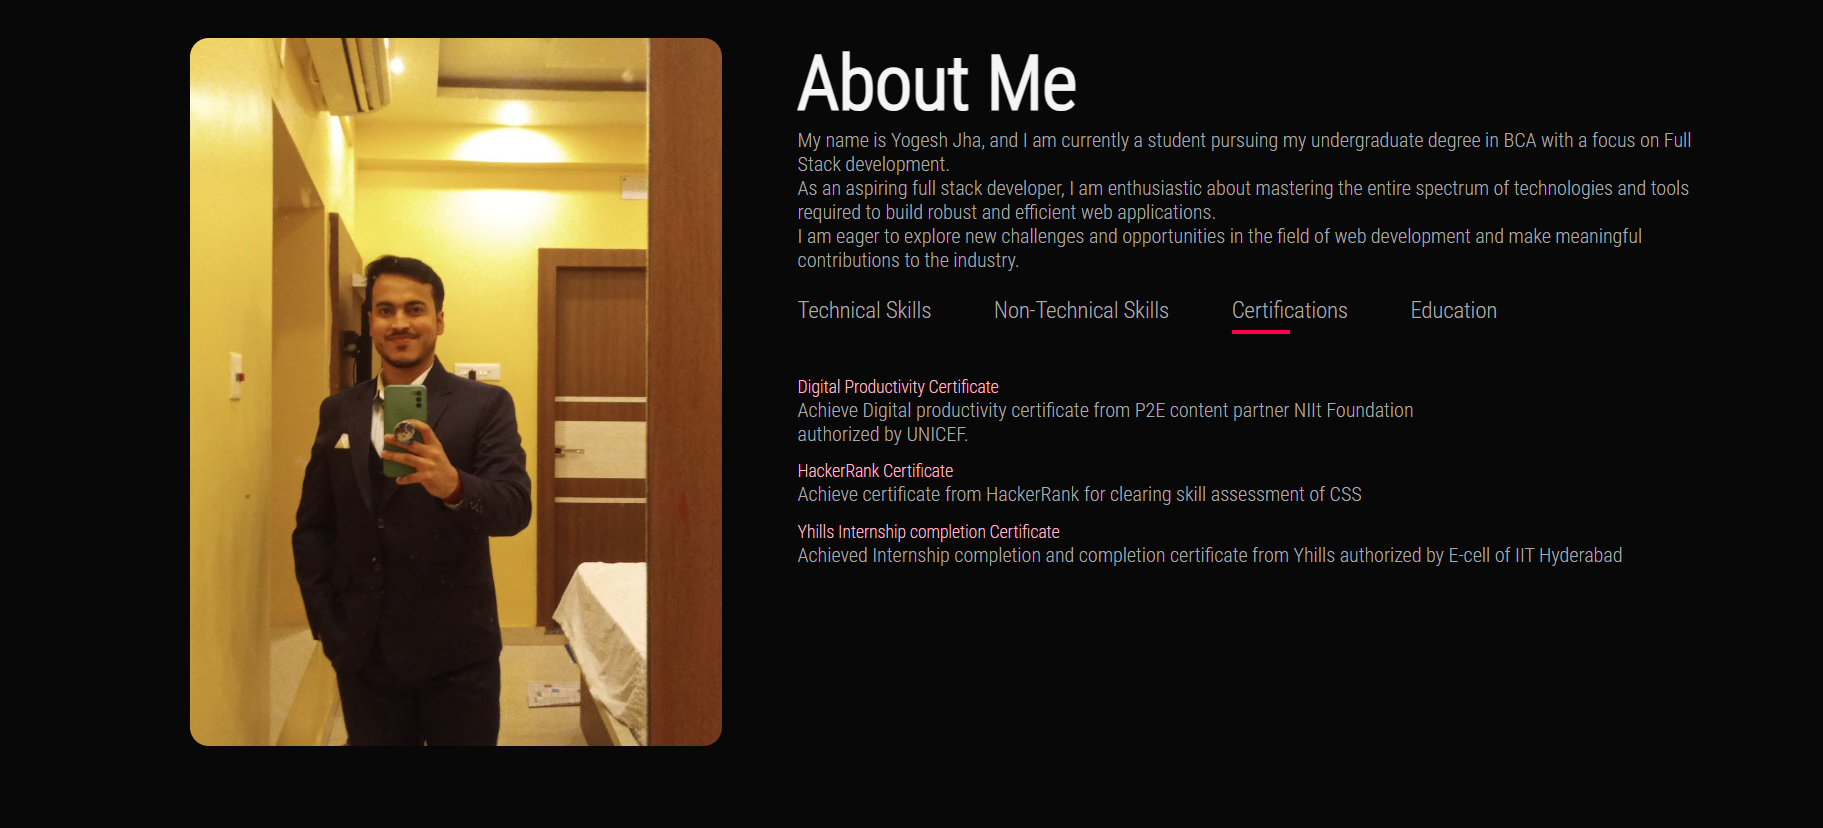 About Me
My name is Yogesh Jha, and I am currently a student pursuing my undergraduate degree in BCA with a focus on Full
Stack development.
As an aspiring full stack developer, I am enthusiastic about mastering the entire spectrum of technologies and tools
required to build robust and efficient web applications.
I am eager to explore new challenges and opportunities in the field of web development and make meaningful
contributions to the industry.
Technical Skills Non-Technical Skills Certifications Education
Digital Productivity Certificate
Achieve Digital productivity certificate from P2E content partner NIIt Foundation
authorized by UNICEF.
HackerRank Certificate
Achieve certificate from HackerRank for clearing skill assessment of CSS
Yhills Internship completion Certificate
Achieved Internship completion and completion certificate from Yhills authorized by E-cell of IIT Hyderabad